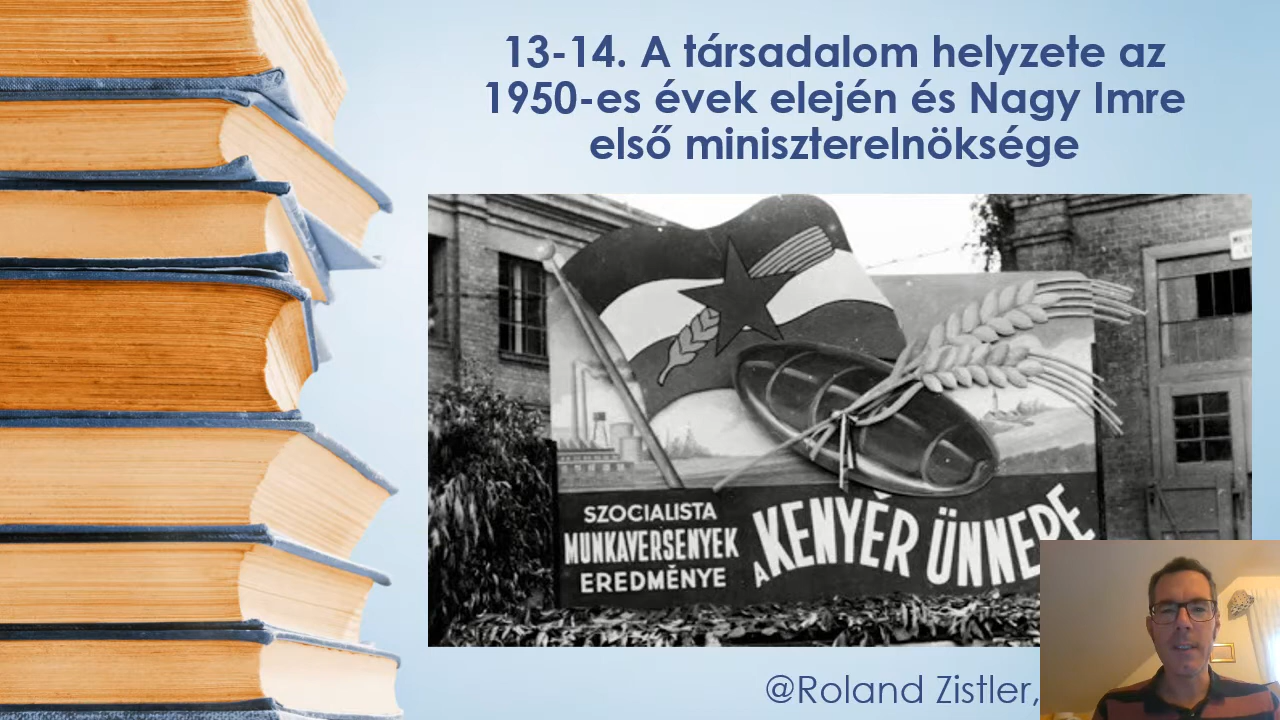 13-14. A társadalom helyzete az
1950-es évek elején és Nagy Imre
első miniszterelnöksége
SZOCIALISTA
MUNKAVERSENYEK
EREDMÉNYE
A KENYÉR ÜNNEPE
@Roland Zistler,